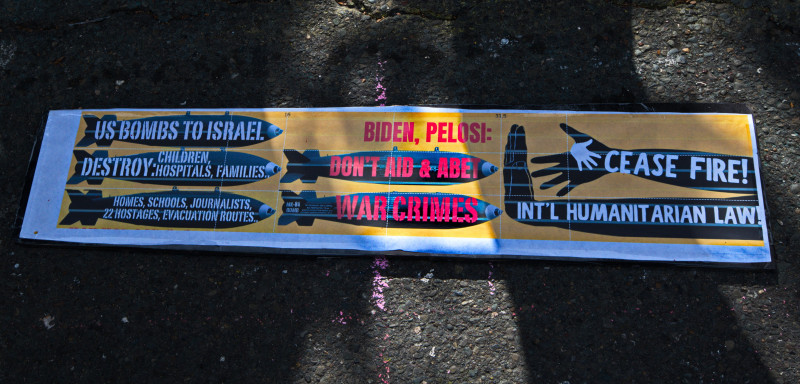 US BOMBS TO ISRAEL
DESTROY: CHILDREN,
HOSPITALS, FAMILIES..
HOMES, SCHOOLS, JOURNALISTS,
22 HOSTAGES, EVACUATION ROUTES..
BIDEN, PELOSI:
DON'T AID & ABET
WAR CRIMES
CEASE FIRE!
INT'L HUMANITARIAN LAW!